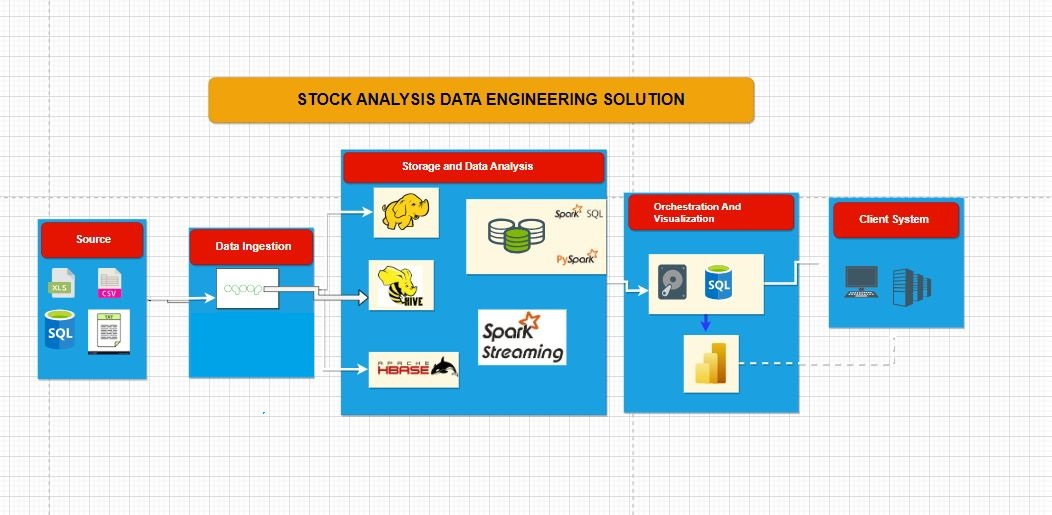 STOCK ANALYSIS DATA ENGINEERING SOLUTION
Storage and Data Analysis
Orchestration And
Visualization
Client System
Source
Data Ingestion
XLS
CSV
SQL
TXT
HIVE
APACHE
HBASE
Spark SQL
PySpark
Spark
Streaming
SQL